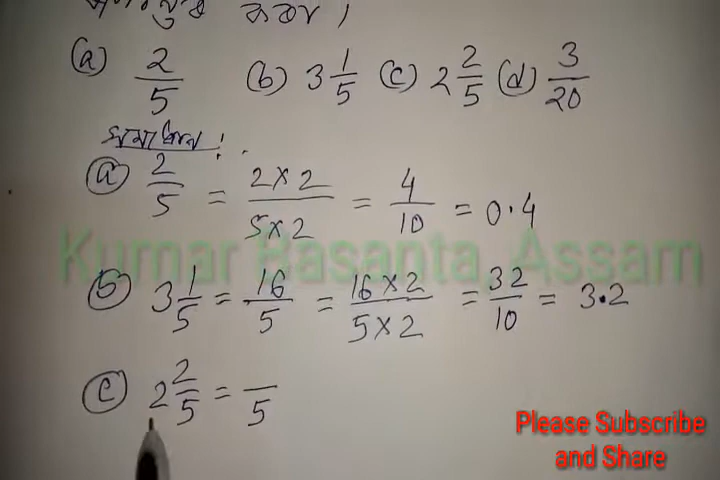 কৰা ।
(a) 2/5 (b) 3 1/5 (c) 2 2/5 (d) 3/20
সমাধান :
(a) 2/5 = 2×2/5×2 = 4/10 = 0.4
Kumar Basanta, Assam
(b) 3 1/5 = 16/5 = 16×2/5×2 = 32/10 = 3.2
(c) 2 2/5 = /5
Please Subscribe
and Share